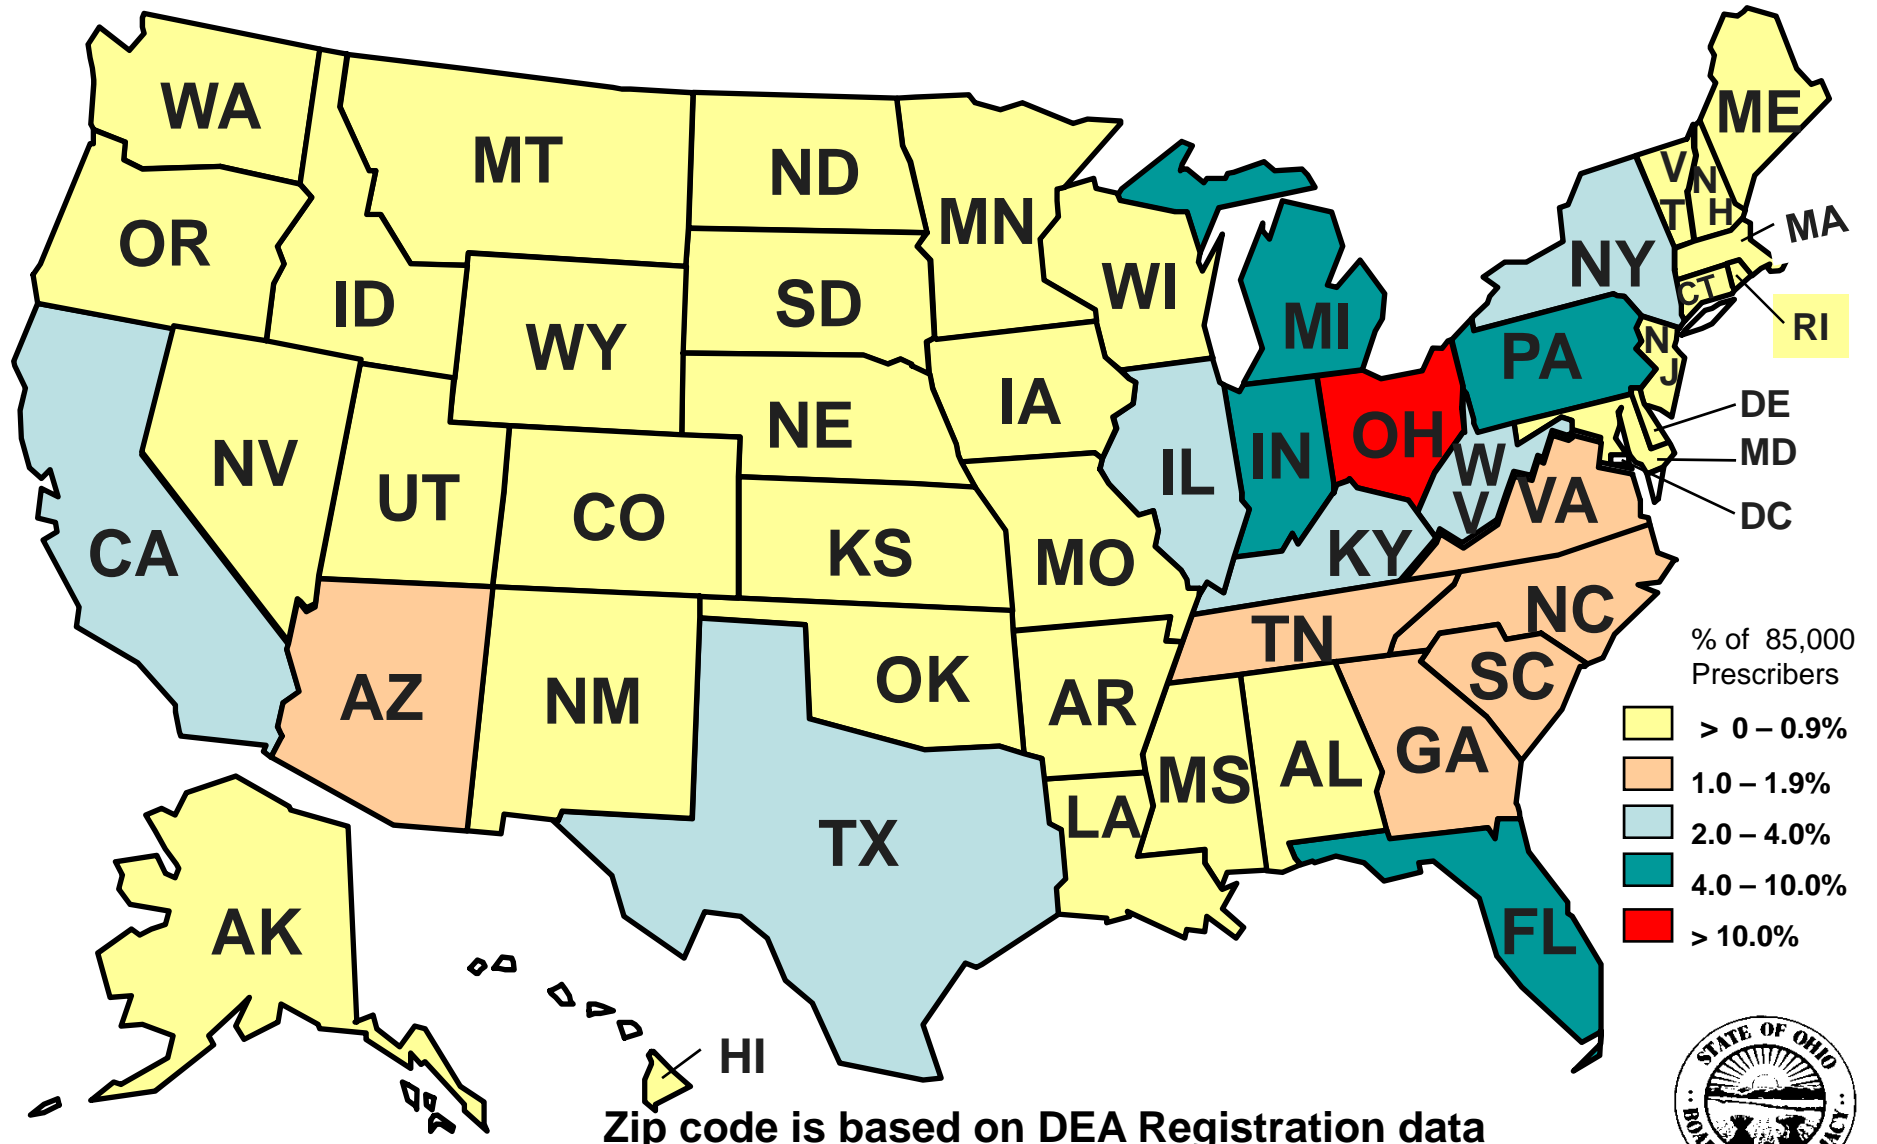 WA
MT
ND
MN
ME
V
T
N
H
MA
OR
ID
SD
WI
NY
CT
RI
WY
MI
PA
N
J
NE
IA
OH
DE
NV
UT
CO
IL
IN
W
V
MD
DC
CA
KS
MO
KY
VA
AZ
NM
OK
AR
TN
NC
SC
TX
LA
MS
AL
GA
FL
AK
HI
% of 85,000
Prescribers
> 0 – 0.9%
1.0 – 1.9%
2.0 – 4.0%
4.0 – 10.0%
> 10.0%
STATE OF OHIO
Zip code is based on DEA Registration data